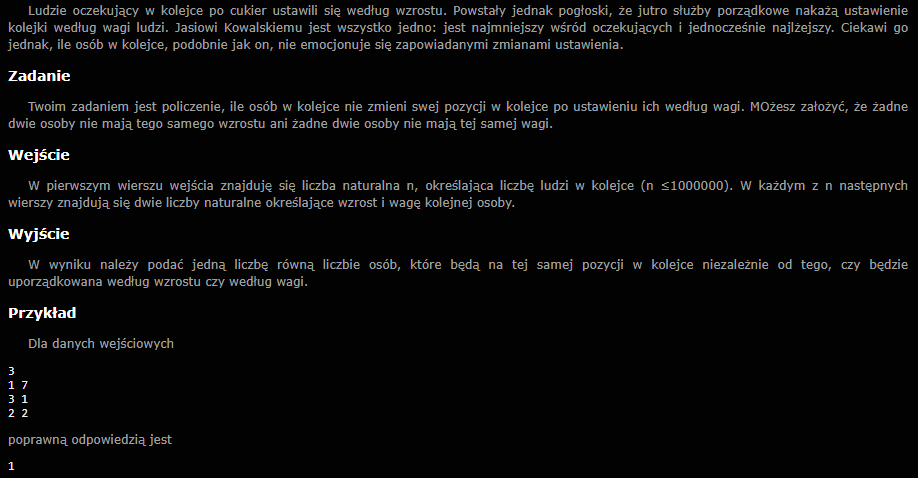 Ludzie oczekujący w kolejce po cukier ustawili się według wzrostu. Powstały jednak pogłoski, że jutro służby porządkowe nakażą ustawienie
kolejki według wagi ludzi. Jasiowi Kowalskiemu jest wszystko jedno: jest najmniejszy wśród oczekujących i jednocześnie najlżejszy. Ciekawi go
jednak, ile osób w kolejce, podobnie jak on, nie emocjonuje się zapowiadanymi zmianami ustawienia.
Zadanie
Twoim zadaniem jest policzenie, ile osób w kolejce nie zmieni swej pozycji w kolejce po ustawieniu ich według wagi. MOżesz założyć, że żadne
dwie osoby nie mają tego samego wzrostu ani żadne dwie osoby nie mają tej samej wagi.
Wejście
W pierwszym wierszu wejścia znajduję się liczba naturalna n, określająca liczbę ludzi w kolejce (n ≤1000000). W każdym z n następnych
wierszy znajdują się dwie liczby naturalne określające wzrost i wagę kolejnej osoby.
Wyjście
W wyniku należy podać jedną liczbę równą liczbie osób, które będą na tej samej pozycji w kolejce niezależnie od tego, czy będzie
uporządkowana według wzrostu czy według wagi.
Przykład
Dla danych wejściowych
3
1 7
3 1
2 2
poprawną odpowiedzią jest
1